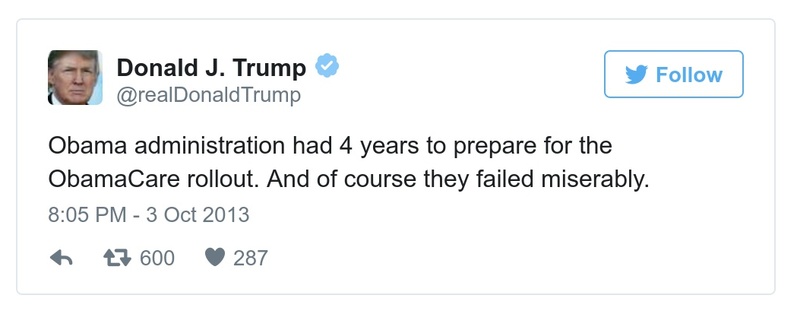 Donald J. Trump
@realDonaldTrump
Follow
Obama administration had 4 years to prepare for the
ObamaCare rollout. And of course they failed miserably.
8:05 PM - 3 Oct 2013
600 287